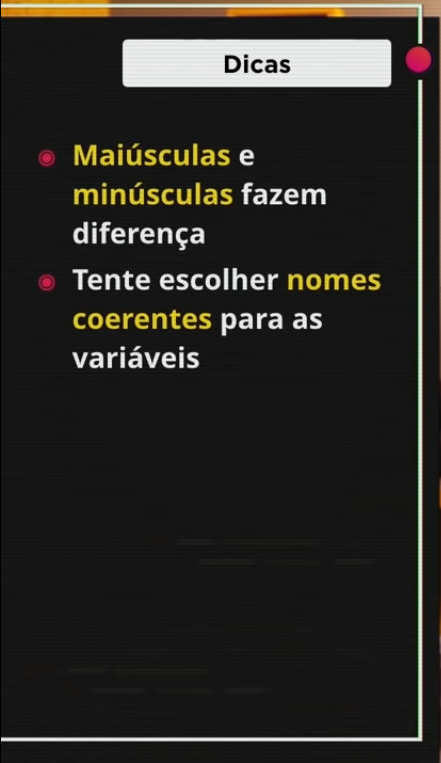 Dicas
Maiúsculas e
minúsculas fazem
diferença
Tente escolher nomes
coerentes para as
variáveis